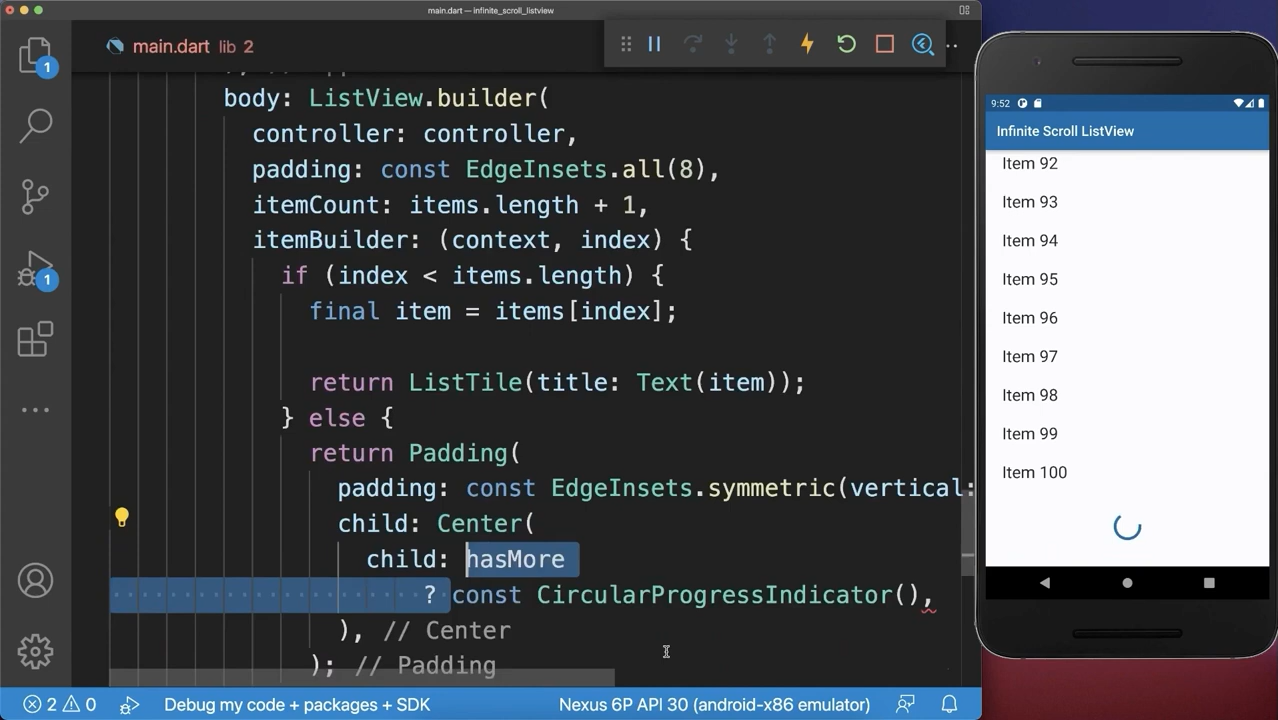 main.dart — infinite_scroll_listview
main.dart lib 2
body: ListView.builder(
controller: controller,
padding: const EdgeInsets.all(8),
itemCount: items.length + 1,
itemBuilder: (context, index) {
if (index < items.length) {
final item = items[index];
return ListTile(title: Text(item));
} else {
return Padding(
padding: const EdgeInsets.symmetric(vertical:
child: Center(
child: hasMore
? const CircularProgressIndicator(),
), // Center
); // Padding
1
1
2 0 Debug my code + packages + SDK Nexus 6P API 30 (android-x86 emulator)
9:52
Infinite Scroll ListView
Item 92
Item 93
Item 94
Item 95
Item 96
Item 97
Item 98
Item 99
Item 100